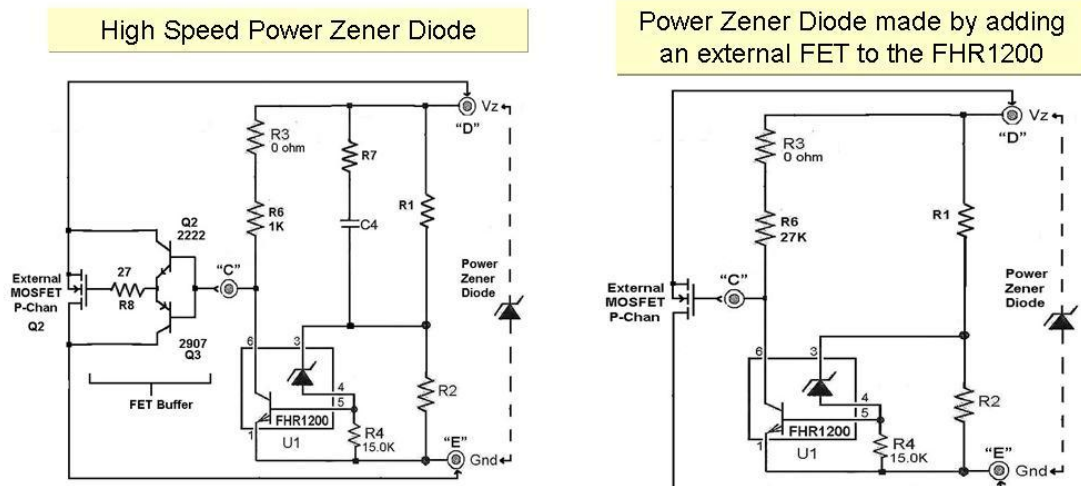 High Speed Power Zener Diode
Vz
"D"
R3
0 ohm
R7
R6
1K
R1
C4
Q2
2222
"C"
External
MOSFET
P-Chan
Q2
27
R8
Power
Zener
Diode
2907
Q3
FET Buffer
6
3
4
5
FHR1200
1
U1
R2
R4
15.0K
"E"
Gnd
Power Zener Diode made by adding
an external FET to the FHR1200
Vz
"D"
R3
0 ohm
R6
27K
R1
"C"
External
MOSFET
P-Chan
Power
Zener
Diode
6
3
4
5
FHR1200
1
U1
R2
R4
15.0K
"E"
Gnd